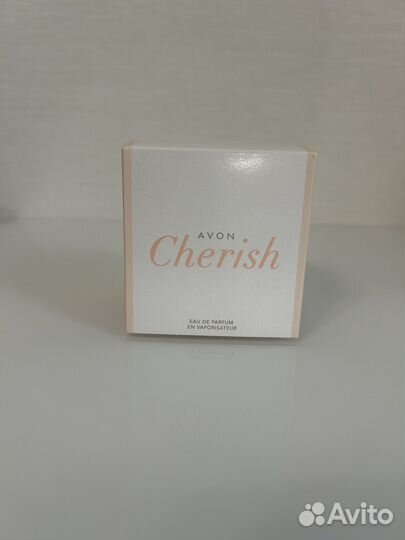 AVON
Cherish
EAU DE PARFUM
EN VAPORISATEUR
Avito